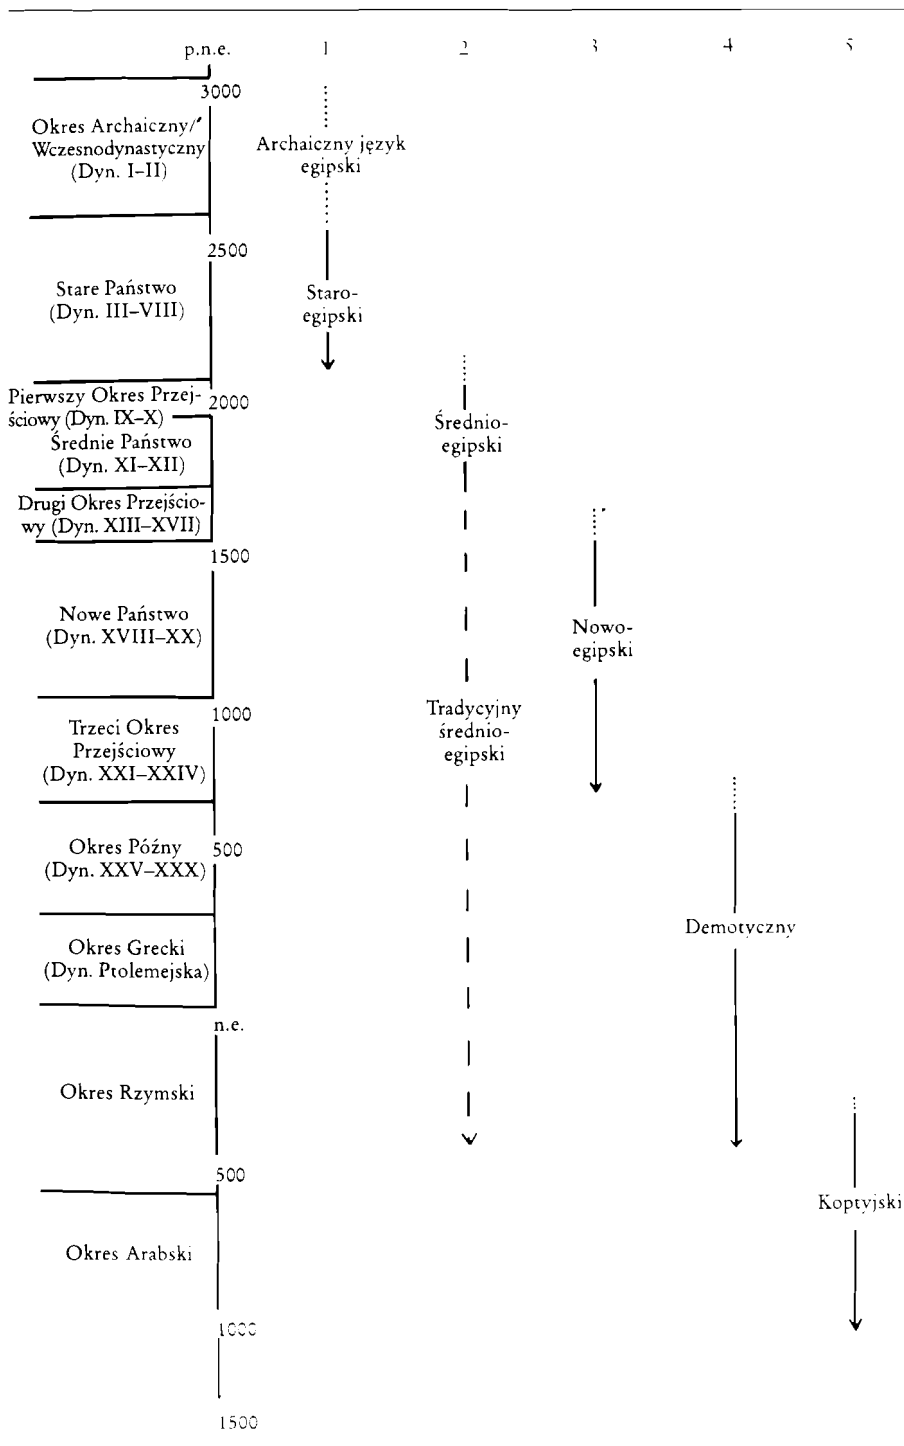 p.n.e. 1 2 3 4 5
3000
Okres Archaiczny/
Wczesnodynastyczny
(Dyn. I–II)
Archaiczny język
egipski
2500
Stare Państwo
(Dyn. III–VIII)
Staro-
egipski
Pierwszy Okres Przej-
ściowy (Dyn. IX–X)
2000
Średnie Państwo
(Dyn. XI–XII)
Średnio-
egipski
Drugi Okres Przejścio-
wy (Dyn. XIII–XVII)
1500
Nowe Państwo
(Dyn. XVIII–XX)
Nowo-
egipski
1000
Trzeci Okres
Przejściowy
(Dyn. XXI–XXIV)
Tradycyjny
średnio-
egipski
Okres Późny
(Dyn. XXV–XXX)
500
Demotyczny
Okres Grecki
(Dyn. Ptolemejska)
n.e.
Okres Rzymski
500
Koptyjski
Okres Arabski
1000
1500